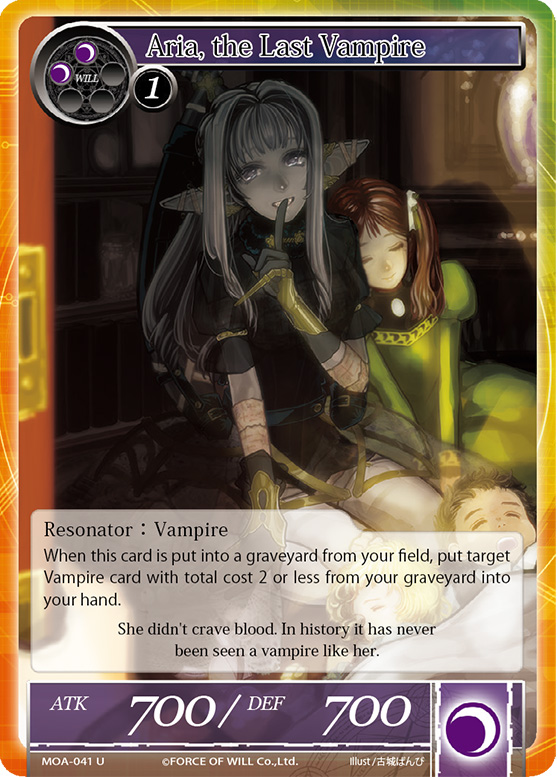 Aria, the Last Vampire
WILL
1
Resonator : Vampire
When this card is put into a graveyard from your field, put target
Vampire card with total cost 2 or less from your graveyard into
your hand.
She didn't crave blood. In history it has never
been seen a vampire like her.
ATK 700 / DEF 700
MOA-041 U ©FORCE OF WILL Co.,Ltd. Illust/古城ぱんぴ